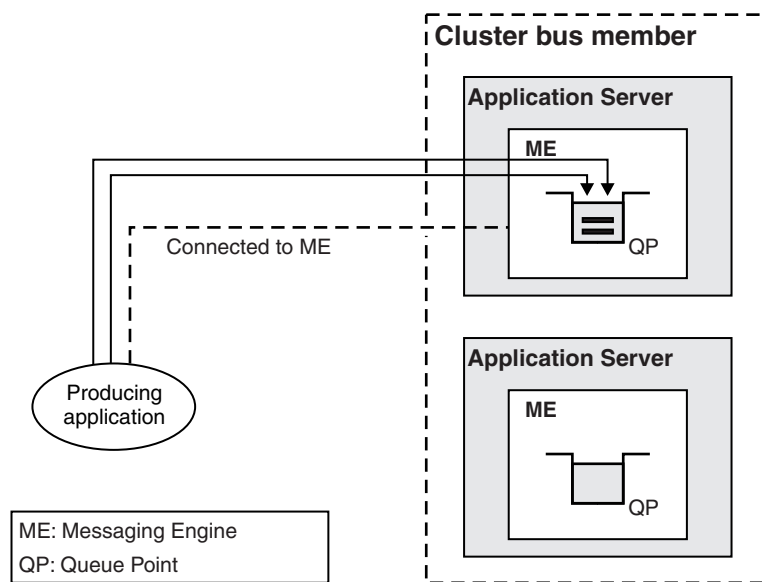 Cluster bus member
Application Server
ME
QP
Connected to ME
Application Server
ME
QP
Producing
application
ME: Messaging Engine
QP: Queue Point